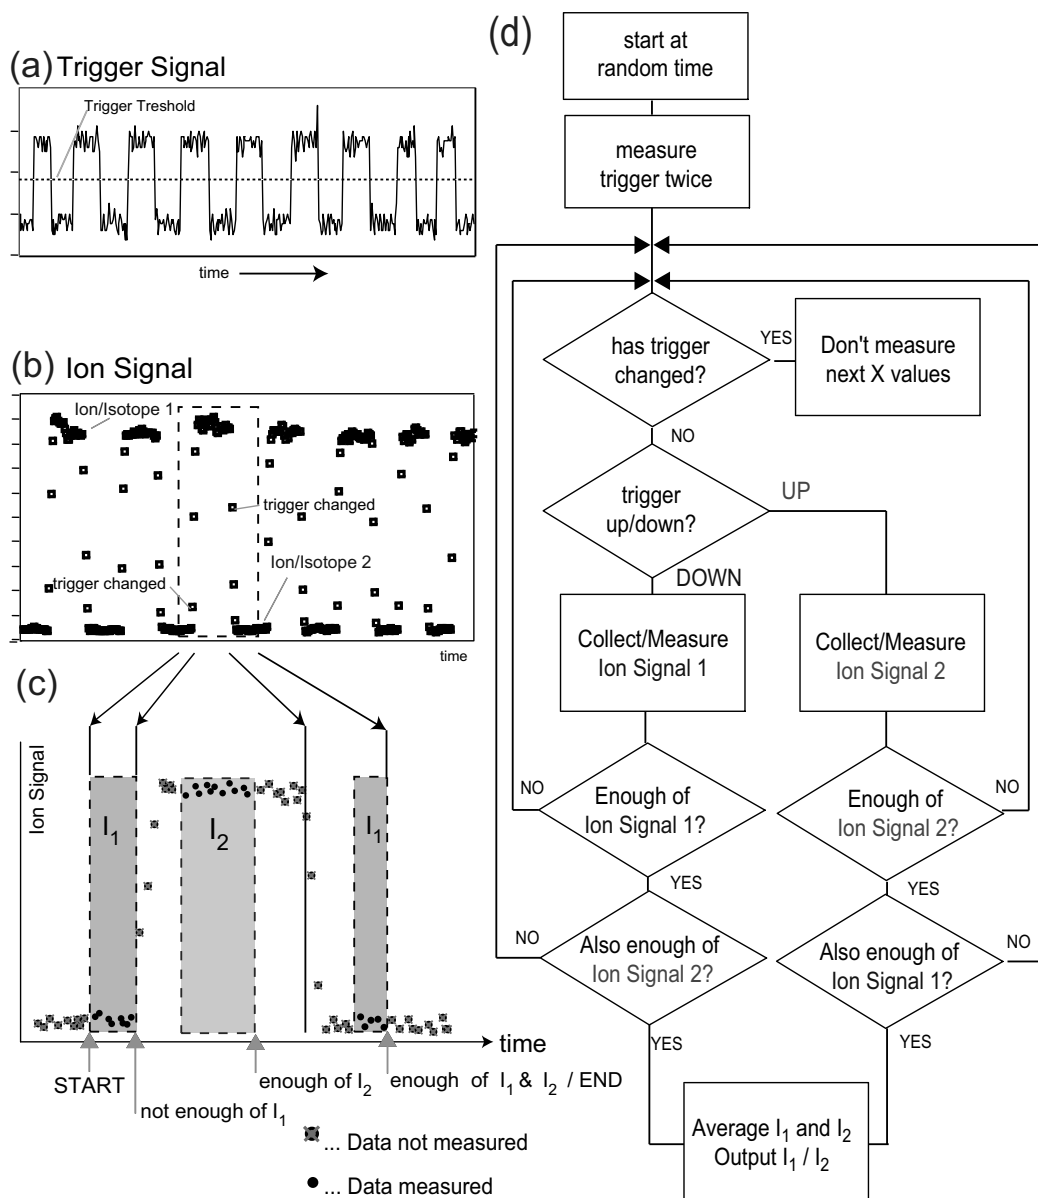 (a) Trigger Signal
Trigger Treshold
time
(b) Ion Signal
Ion/Isotope 1
trigger changed
Ion/Isotope 2
trigger changed
time
(c)
Ion Signal
I1
I2
I1
time
START
enough of I2
enough of I1 & I2 / END
not enough of I1
... Data not measured
... Data measured
(d)
start at
random time
measure
trigger twice
has trigger
changed?
YES
Don't measure
next X values
NO
trigger
up/down?
UP
DOWN
Collect/Measure
Ion Signal 1
Collect/Measure
Ion Signal 2
NO
Enough of
Ion Signal 1?
Enough of
Ion Signal 2?
NO
YES
YES
NO
Also enough of
Ion Signal 2?
Also enough of
Ion Signal 1?
NO
YES
YES
Average I1 and I2
Output I1 / I2